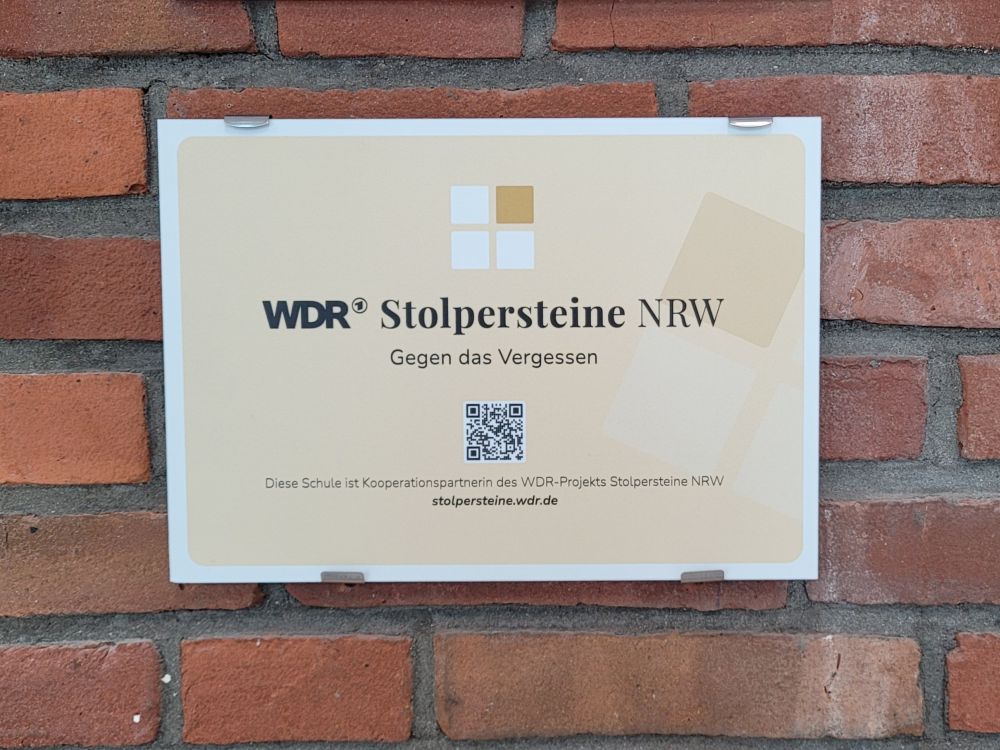 WDR Stolpersteine NRW
Gegen das Vergessen
Diese Schule ist Kooperationspartnerin des WDR-Projekts Stolpersteine NRW
stolpersteine.wdr.de